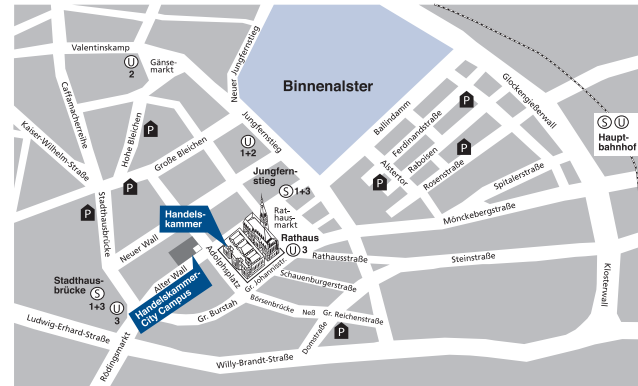 Valentinskamp
U
2
Gänse-
markt
Neuer Jungfernstieg
Binnenalster
Caffamacherreihe
Kaiser-Wilhelm-Straße
Hohe Bleichen
P
Große Bleichen
Jungfernstieg
U
1+2
Ballindamm
Ferdinandstraße
P
Glockengießerwall
S U
Haupt-
bahnhof
Alstertor
Raboisen
Rosenstraße
P
Spitalerstraße
P
P
Stadthausbrücke
Jungfern-
stieg
S 1+3
Rat-
haus-
markt
Mönckebergstraße
Handels-
kammer
Neuer Wall
Rathaus
U 3
Rathausstraße
Steinstraße
Adolphsplatz
Gr. Johannisstr.
Schauenburgerstraße
Klosterwall
Alter Wall
Handelskammer-
City Campus
Stadthaus-
brücke
S
1+3
U
3
Gr. Burstah
Börsenbrücke
Neß
Gr. Reichenstraße
Domstraße
P
Ludwig-Erhard-Straße
Rödingsmarkt
Willy-Brandt-Straße